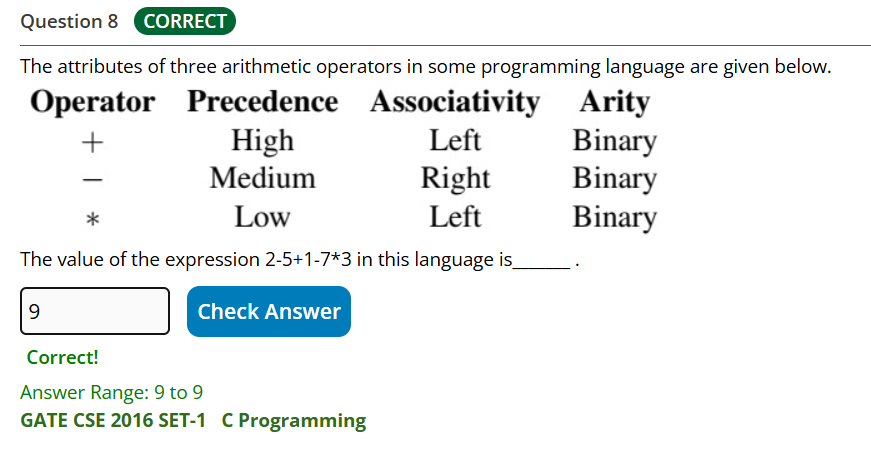 Question 8 CORRECT
The attributes of three arithmetic operators in some programming language are given below.
Operator Precedence Associativity Arity
+ High Left Binary
− Medium Right Binary
* Low Left Binary
The value of the expression 2-5+1-7*3 in this language is______ .
9 Check Answer
Correct!
Answer Range: 9 to 9
GATE CSE 2016 SET-1 C Programming